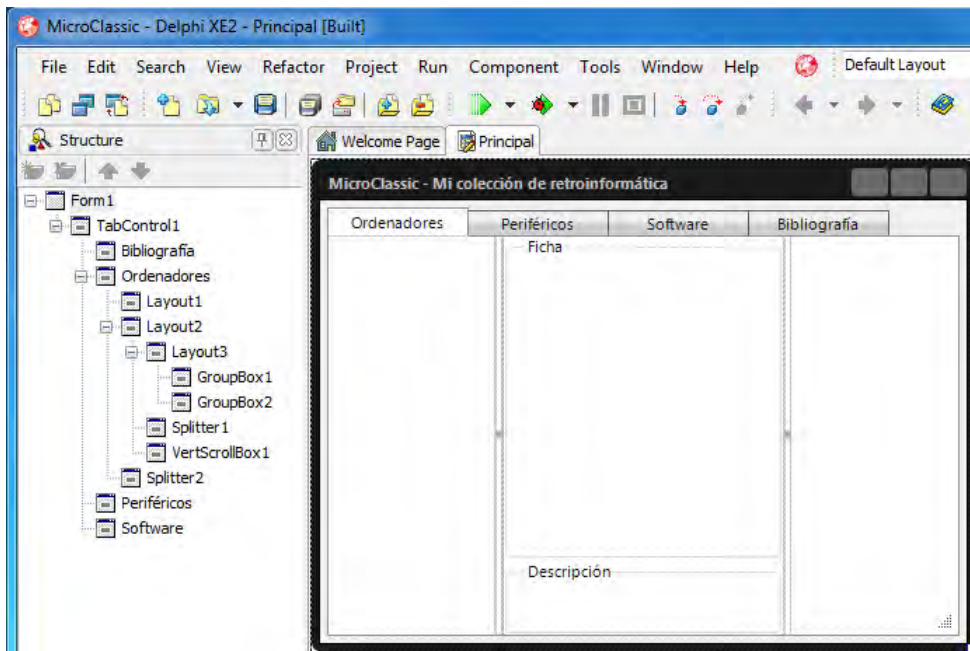 MicroClassic - Delphi XE2 - Principal [Built]
File Edit Search View Refactor Project Run Component Tools Window Help Default Layout
Structure
Welcome Page
Principal
Form1
TabControl1
Bibliografía
Ordenadores
Layout1
Layout2
Layout3
GroupBox1
GroupBox2
Splitter1
VertScrollBox1
Splitter2
Periféricos
Software
MicroClassic - Mi colección de retroinformática
Ordenadores Periféricos Software Bibliografía
Ficha
Descripción